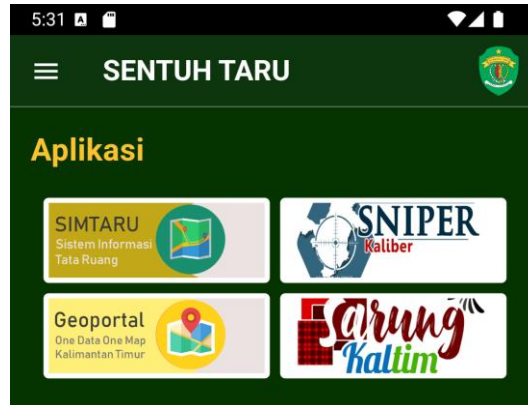 5:31
SENTUH TARU
Aplikasi
SIMTARU
Sistem Informasi
Tata Ruang
SNIPER
Kaliber
Geoportal
One Data One Map
Kalimantan Timur
Sarung
Kaltim